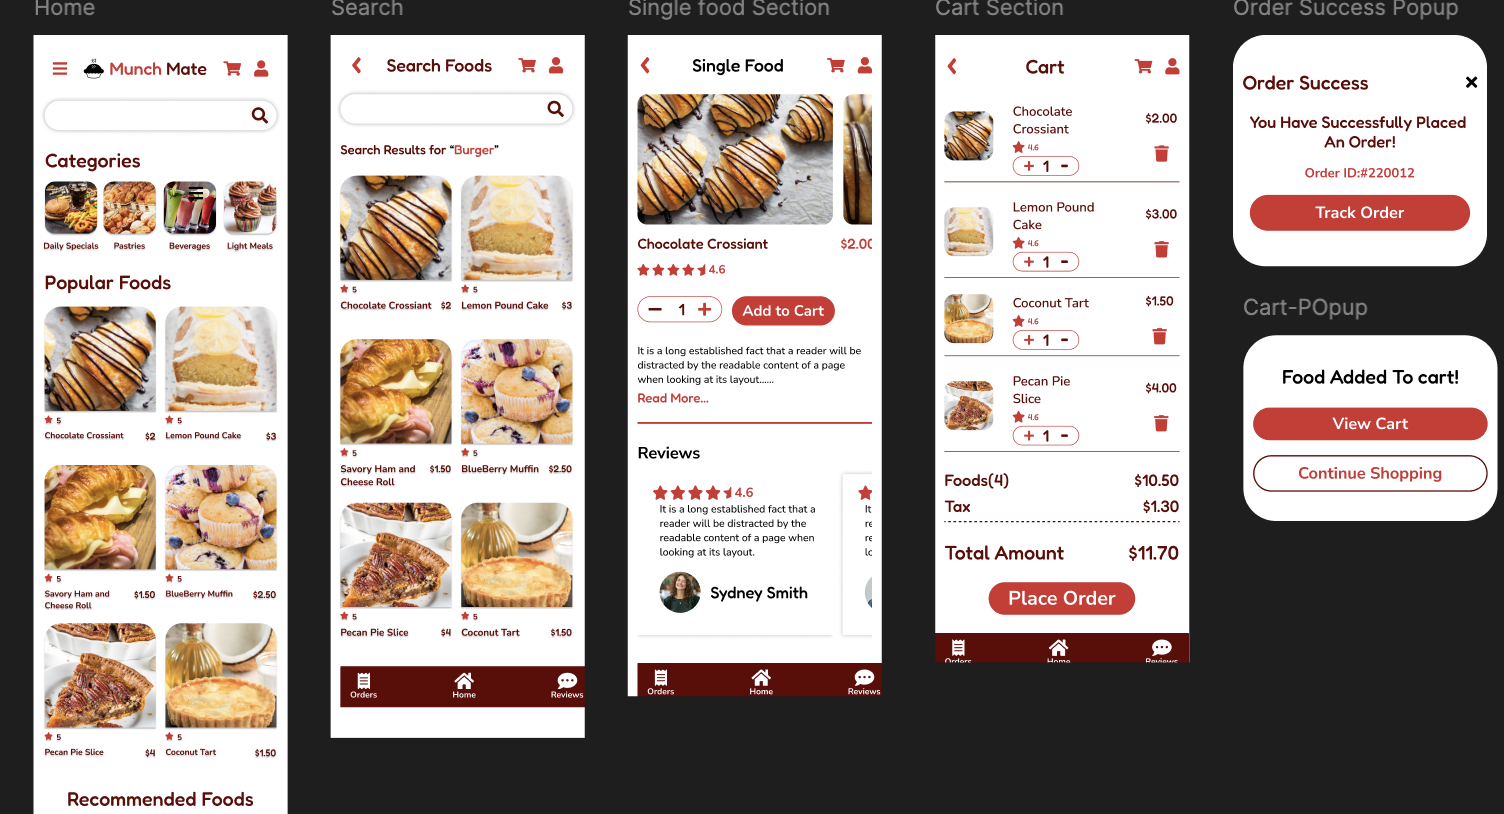 Home
Munch Mate
Categories
Daily Specials
Pastries
Beverages
Light Meals
Popular Foods
5
5
Chocolate Crossiant $2
Lemon Pound Cake $3
5
5
Savory Ham and
Cheese Roll
$1.50
BlueBerry Muffin $2.50
5
5
Pecan Pie Slice $4
Coconut Tart $1.50
Recommended Foods
Search
Search Foods
Search Results for “Burger”
5
5
Chocolate Crossiant $2
Lemon Pound Cake $3
5
5
Savory Ham and
Cheese Roll
$1.50
BlueBerry Muffin $2.50
5
5
Pecan Pie Slice $4
Coconut Tart $1.50
Orders
Home
Reviews
Single food Section
Single Food
Chocolate Crossiant $2.00
4.6
1
Add to Cart
It is a long established fact that a reader will be
distracted by the readable content of a page
when looking at its layout......
Read More...
Reviews
4.6
It is a long established fact that a
reader will be distracted by the
readable content of a page when
looking at its layout.
Sydney Smith
It
re
re
lo
Orders
Home
Reviews
Cart Section
Cart
Chocolate
Crossiant
$2.00
4.6
+ 1 -
Lemon Pound
Cake
$3.00
4.6
+ 1 -
Coconut Tart
$1.50
4.6
+ 1 -
Pecan Pie
Slice
$4.00
4.6
+ 1 -
Foods(4) $10.50
Tax $1.30
Total Amount $11.70
Place Order
Orders
Home
Reviews
Order Success Popup
Order Success
You Have Successfully Placed
An Order!
Order ID:#220012
Track Order
Cart-POpup
Food Added To cart!
View Cart
Continue Shopping